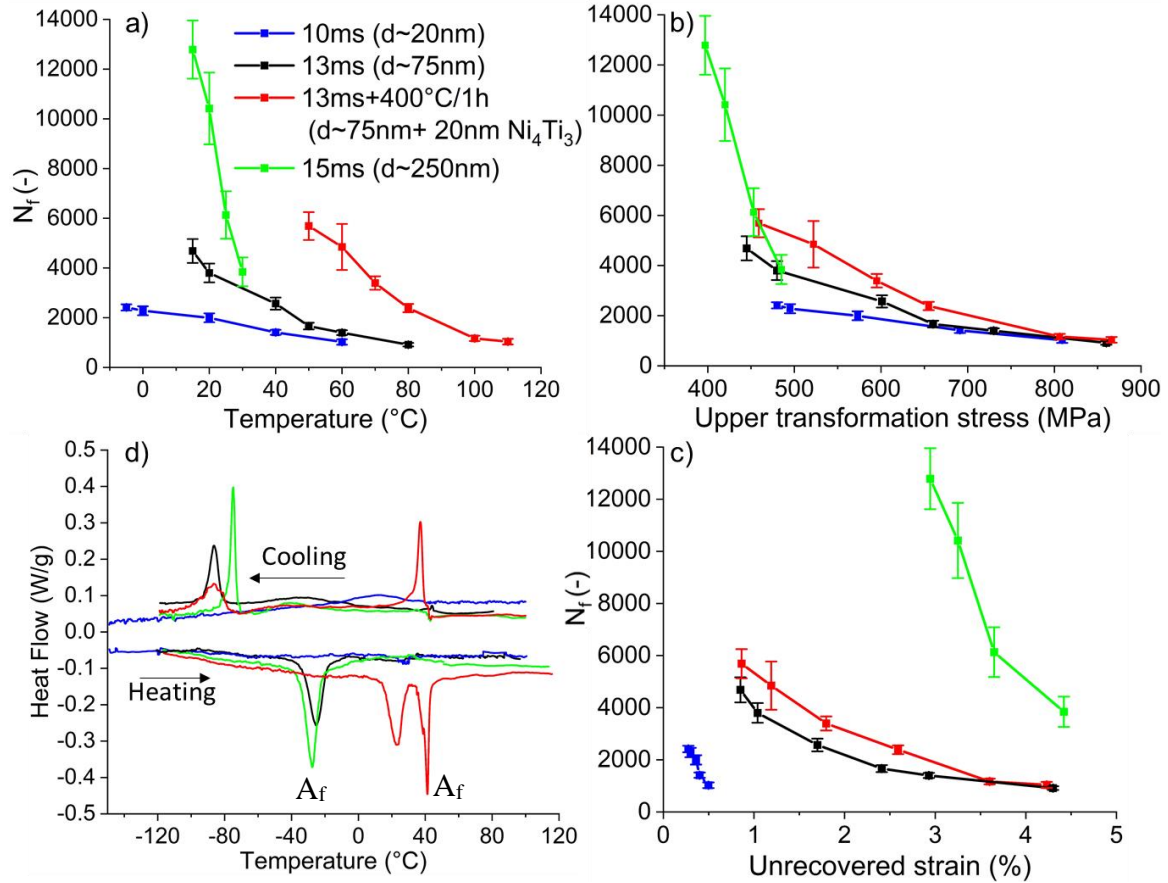 a)
14000
12000
10000
8000
6000
4000
2000
0
N_f (-)
0 20 40 60 80 100 120
Temperature (°C)
10ms (d~20nm)
13ms (d~75nm)
13ms+400°C/1h
(d~75nm+ 20nm Ni₄Ti₃)
15ms (d~250nm)
b)
14000
12000
10000
8000
6000
4000
2000
0
400 500 600 700 800 900
Upper transformation stress (MPa)
d)
0.5
0.4
0.3
0.2
0.1
0.0
-0.1
-0.2
-0.3
-0.4
-0.5
Heat Flow (W/g)
Cooling
Heating
A_f
A_f
-120 -80 -40 0 40 80 120
Temperature (°C)
c)
14000
12000
10000
8000
6000
4000
2000
0
N_f (-)
0 1 2 3 4 5
Unrecovered strain (%)